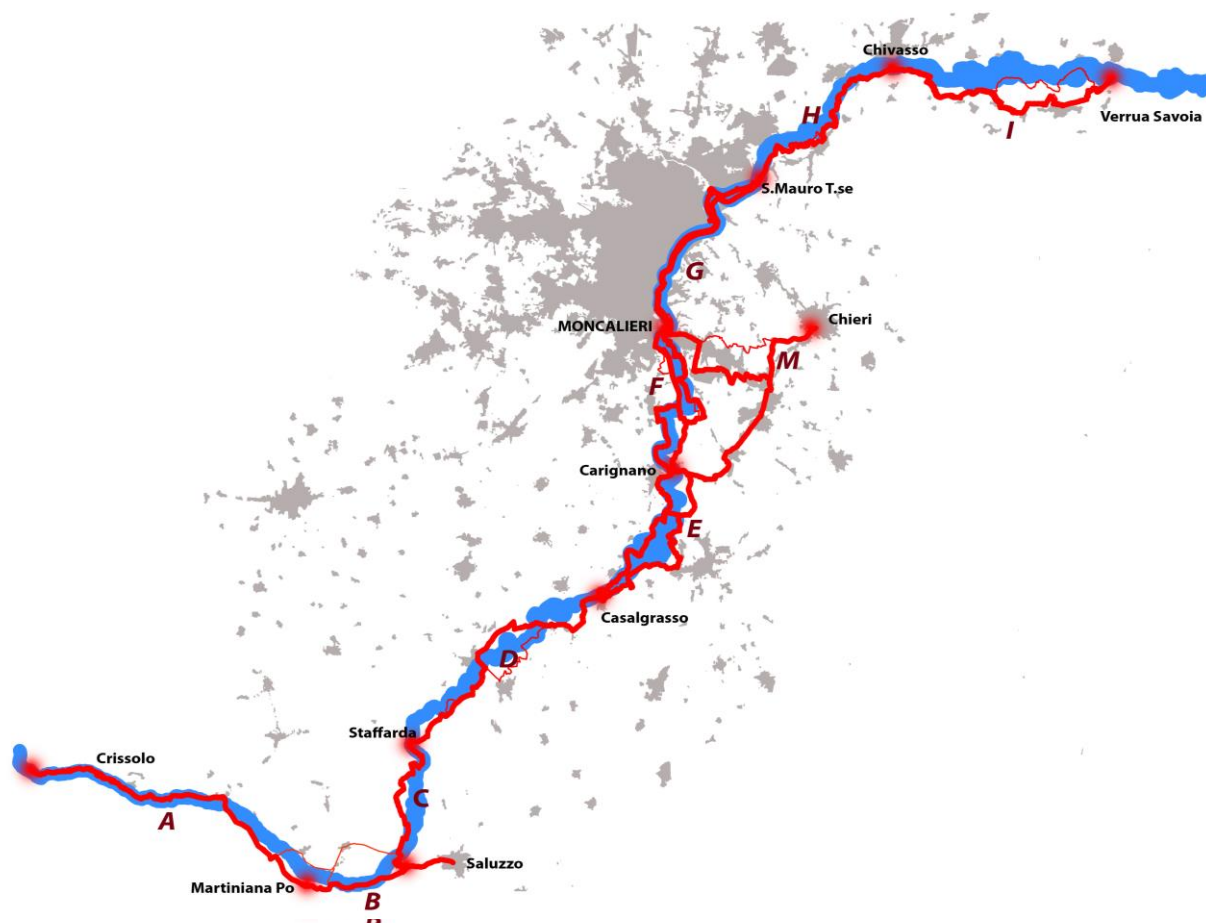 Chivasso
H
Verrua Savoia
I
S.Mauro T.se
G
MONCALIERI
Chieri
M
F
Carignano
E
Casalgrasso
D
Staffarda
Crissolo
C
A
Saluzzo
Martiniana Po
B